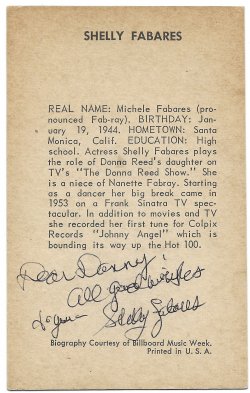 SHELLY FABARES
REAL NAME: Michele Fabares (pro-
nounced Fab-ray). BIRTHDAY: Janu-
ary 19, 1944. HOMETOWN: Santa
Monica, Calif. EDUCATION: High
school. Actress Shelly Fabares plays
the role of Donna Reed's daughter on
TV's "The Donna Reed Show." She
is a niece of Nanette Fabray. Starting
as a dancer her big break came in
1953 on a Frank Sinatra TV spec-
tacular. In addition to movies and TV
she recorded her first tune for Colpix
Records "Johnny Angel" which is
bounding its way up the Hot 100.
Dear Danny!
All good wishes
Shelly Fabares
Biography Courtesy of Billboard Music Week.
Printed in U. S. A.